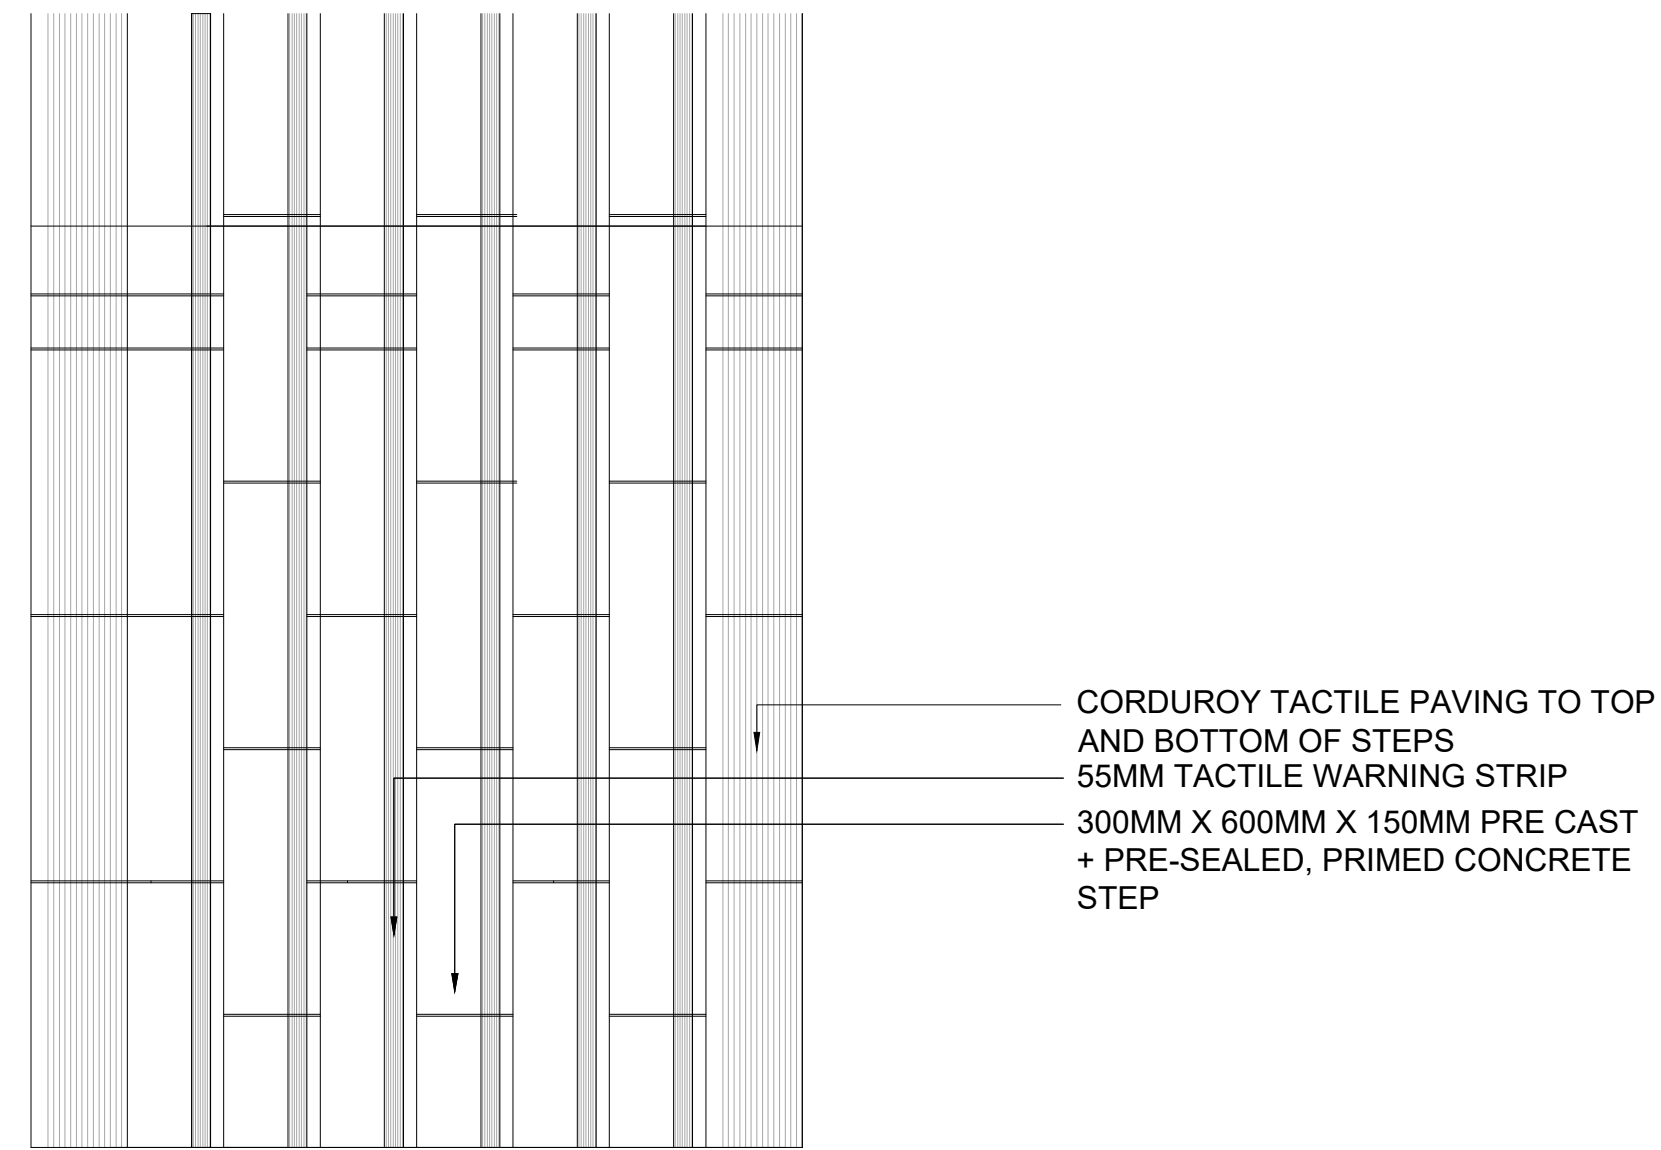 CORDUROY TACTILE PAVING TO TOP
AND BOTTOM OF STEPS
55MM TACTILE WARNING STRIP
300MM X 600MM X 150MM PRE CAST
+ PRE-SEALED, PRIMED CONCRETE
STEP